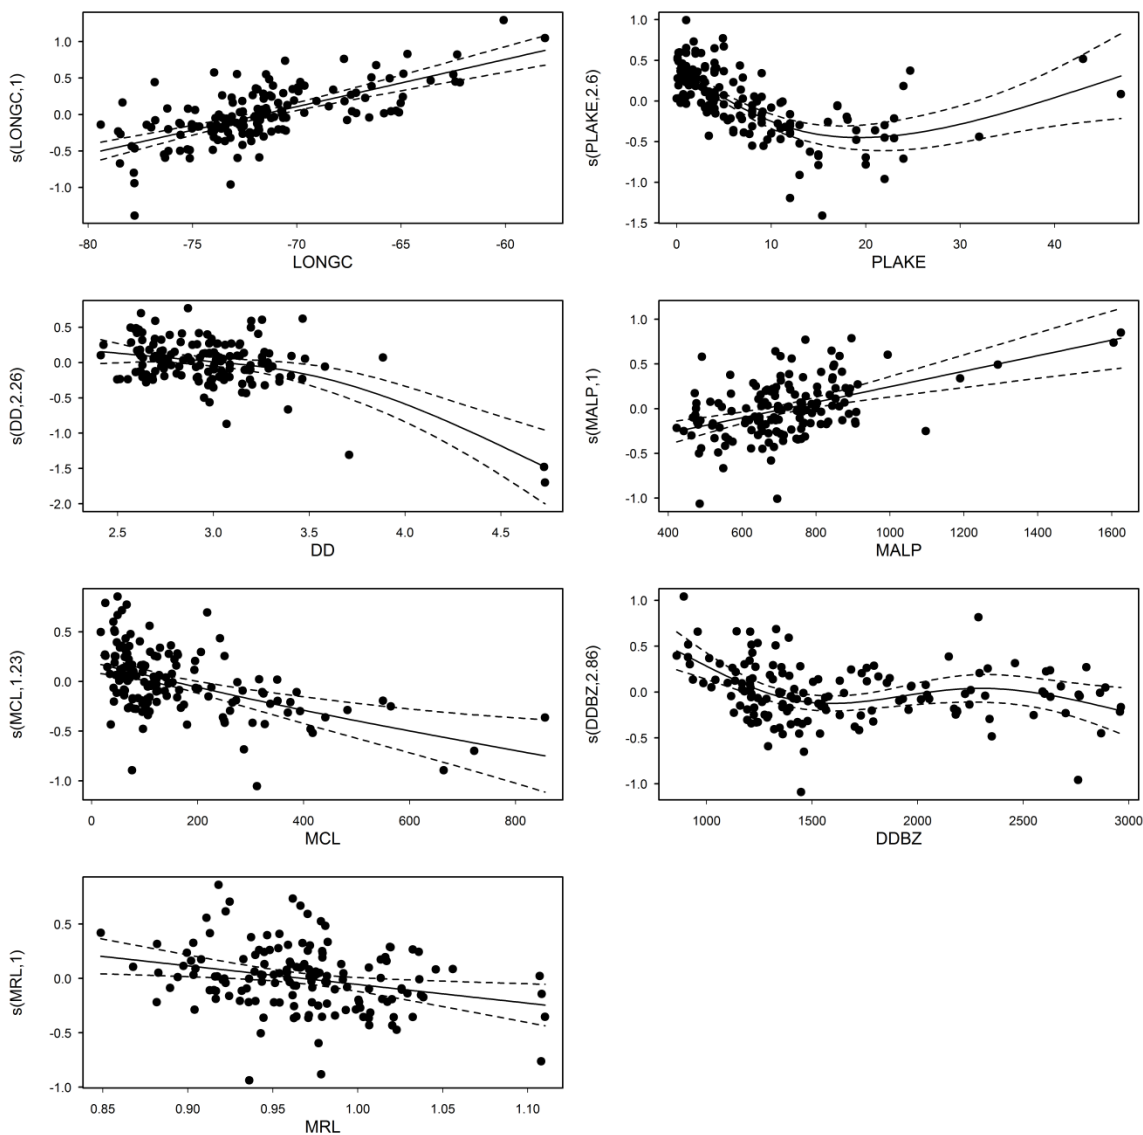 s(LONGC,1)
1.0
0.5
0.0
-0.5
-1.0
-80 -75 -70 -65 -60
LONGC
s(PLAKE,2.6)
1.0
0.5
0.0
-0.5
-1.0
-1.5
0 10 20 30 40
PLAKE
s(DD,2.26)
0.5
0.0
-0.5
-1.0
-1.5
-2.0
2.5 3.0 3.5 4.0 4.5
DD
s(MALP,1)
1.0
0.5
0.0
-0.5
-1.0
400 600 800 1000 1200 1400 1600
MALP
s(MCL,1.23)
0.5
0.0
-0.5
-1.0
0 200 400 600 800
MCL
s(DDBZ,2.86)
1.0
0.5
0.0
-0.5
-1.0
1000 1500 2000 2500 3000
DDBZ
s(MRL,1)
0.5
0.0
-0.5
-1.0
0.85 0.90 0.95 1.00 1.05 1.10
MRL